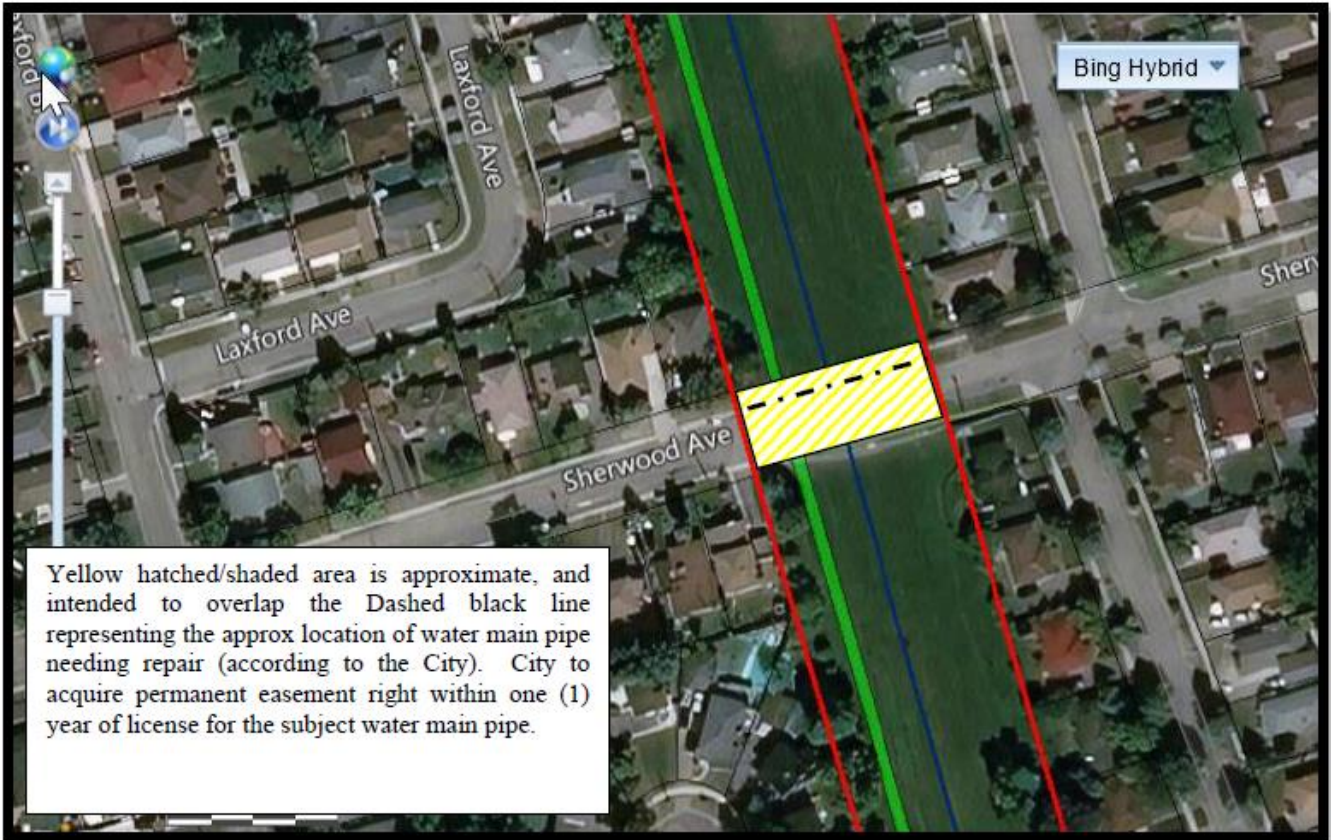 Laxford Ave
Bing Hybrid
Laxford Ave
Sherwood Ave
Yellow hatched/shaded area is approximate, and
intended to overlap the Dashed black line
representing the approx location of water main pipe
needing repair (according to the City). City to
acquire permanent easement right within one (1)
year of license for the subject water main pipe.